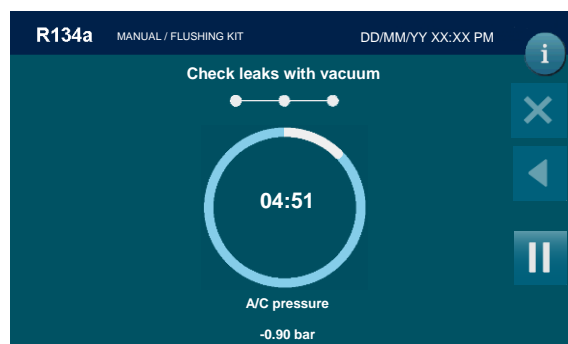 R134a MANUAL / FLUSHING KIT DD/MM/YY XX:XX PM
i
Check leaks with vacuum
04:51
A/C pressure
-0.90 bar